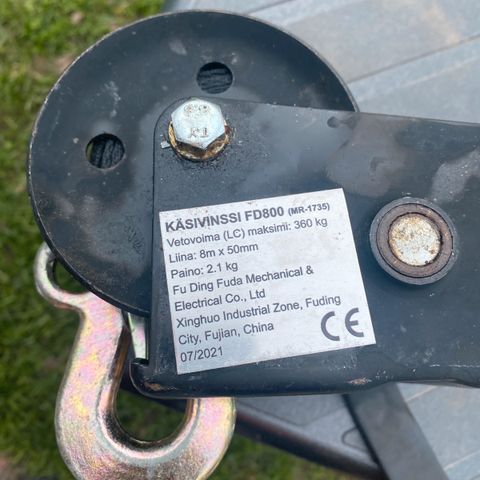 KÄSIVINSSI FD800 (MR-1735)
Vetovoima (LC) maksimi: 360 kg
Liina: 8m x 50mm
Paino: 2.1 kg
Fu Ding Fuda Mechanical &
Electrical Co., Ltd
Xinghuo Industrial Zone, Fuding
City, Fujian, China
07/2021
CE